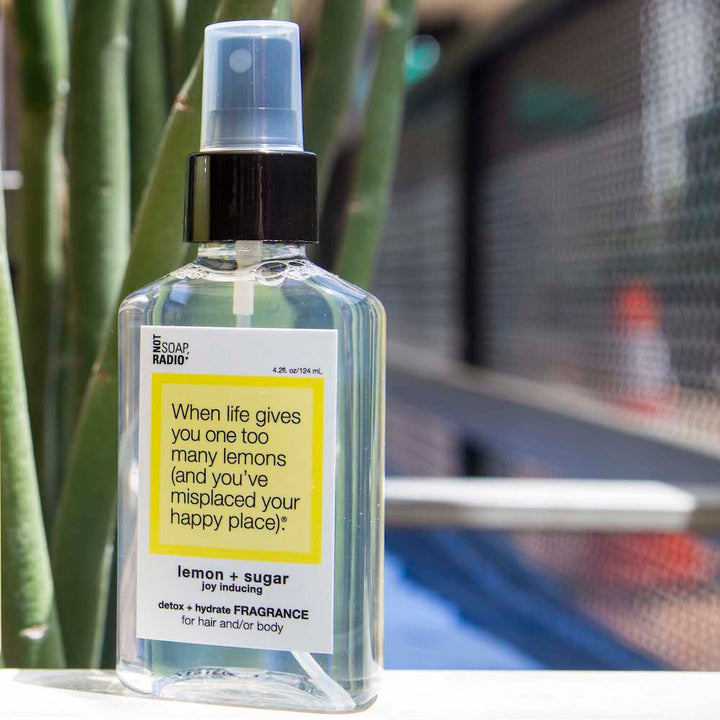 NOT
SOAP,
RADIO®
4.2fl. oz/124 mL
When life gives
you one too
many lemons
(and you've
misplaced your
happy place)®.
lemon + sugar
joy inducing
detox + hydrate FRAGRANCE
for hair and/or body